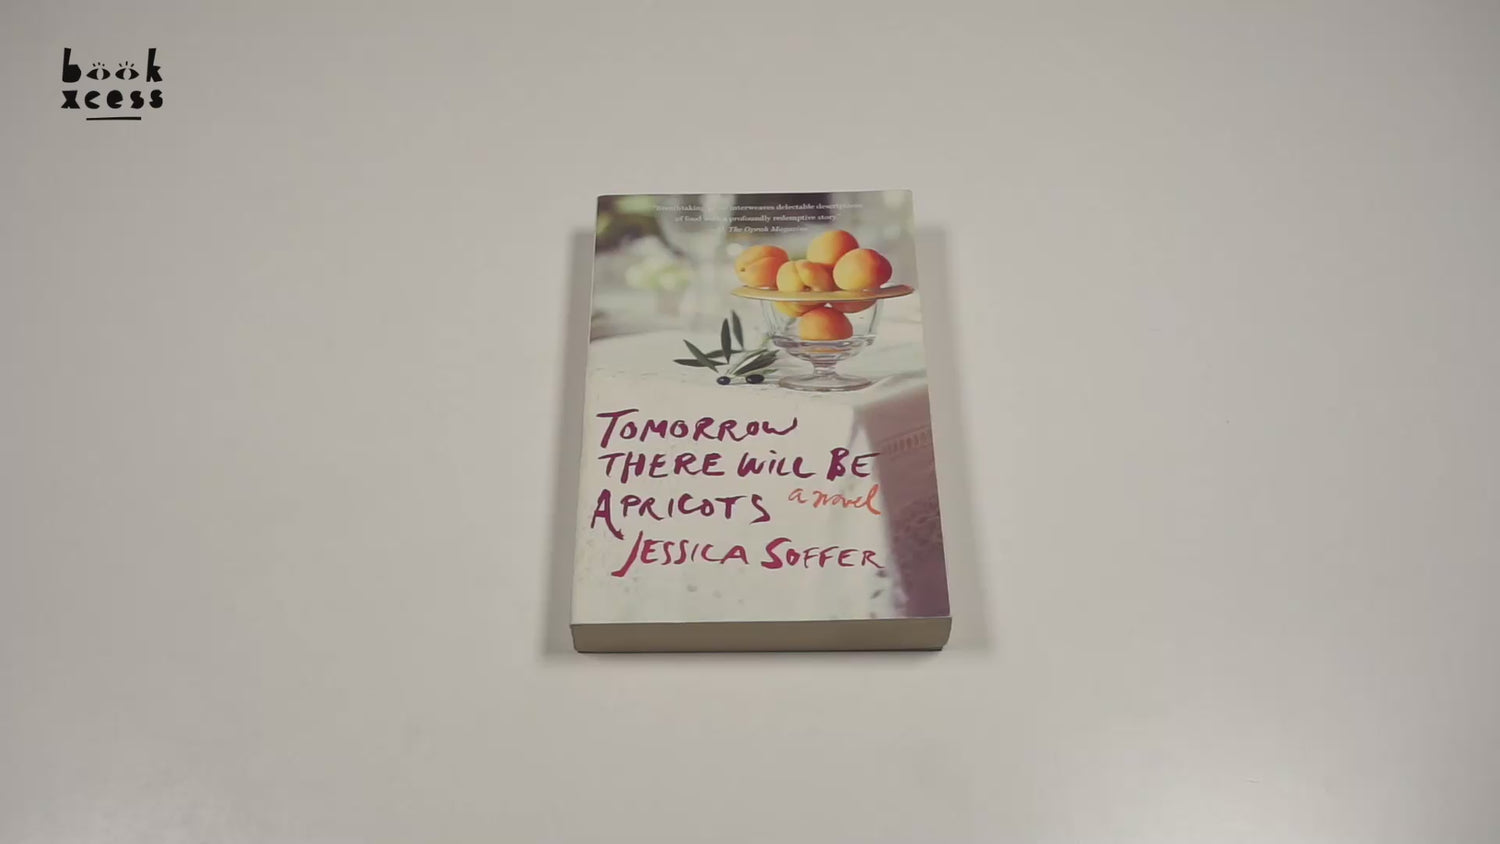 book
xcess
"Breathtaking interweaves delectable descriptions
of food with a profoundly redemptive story."
The Oprah Magazine
TOMORROW
THERE WILL BE
APRICOTS a novel
JESSICA SOFFER